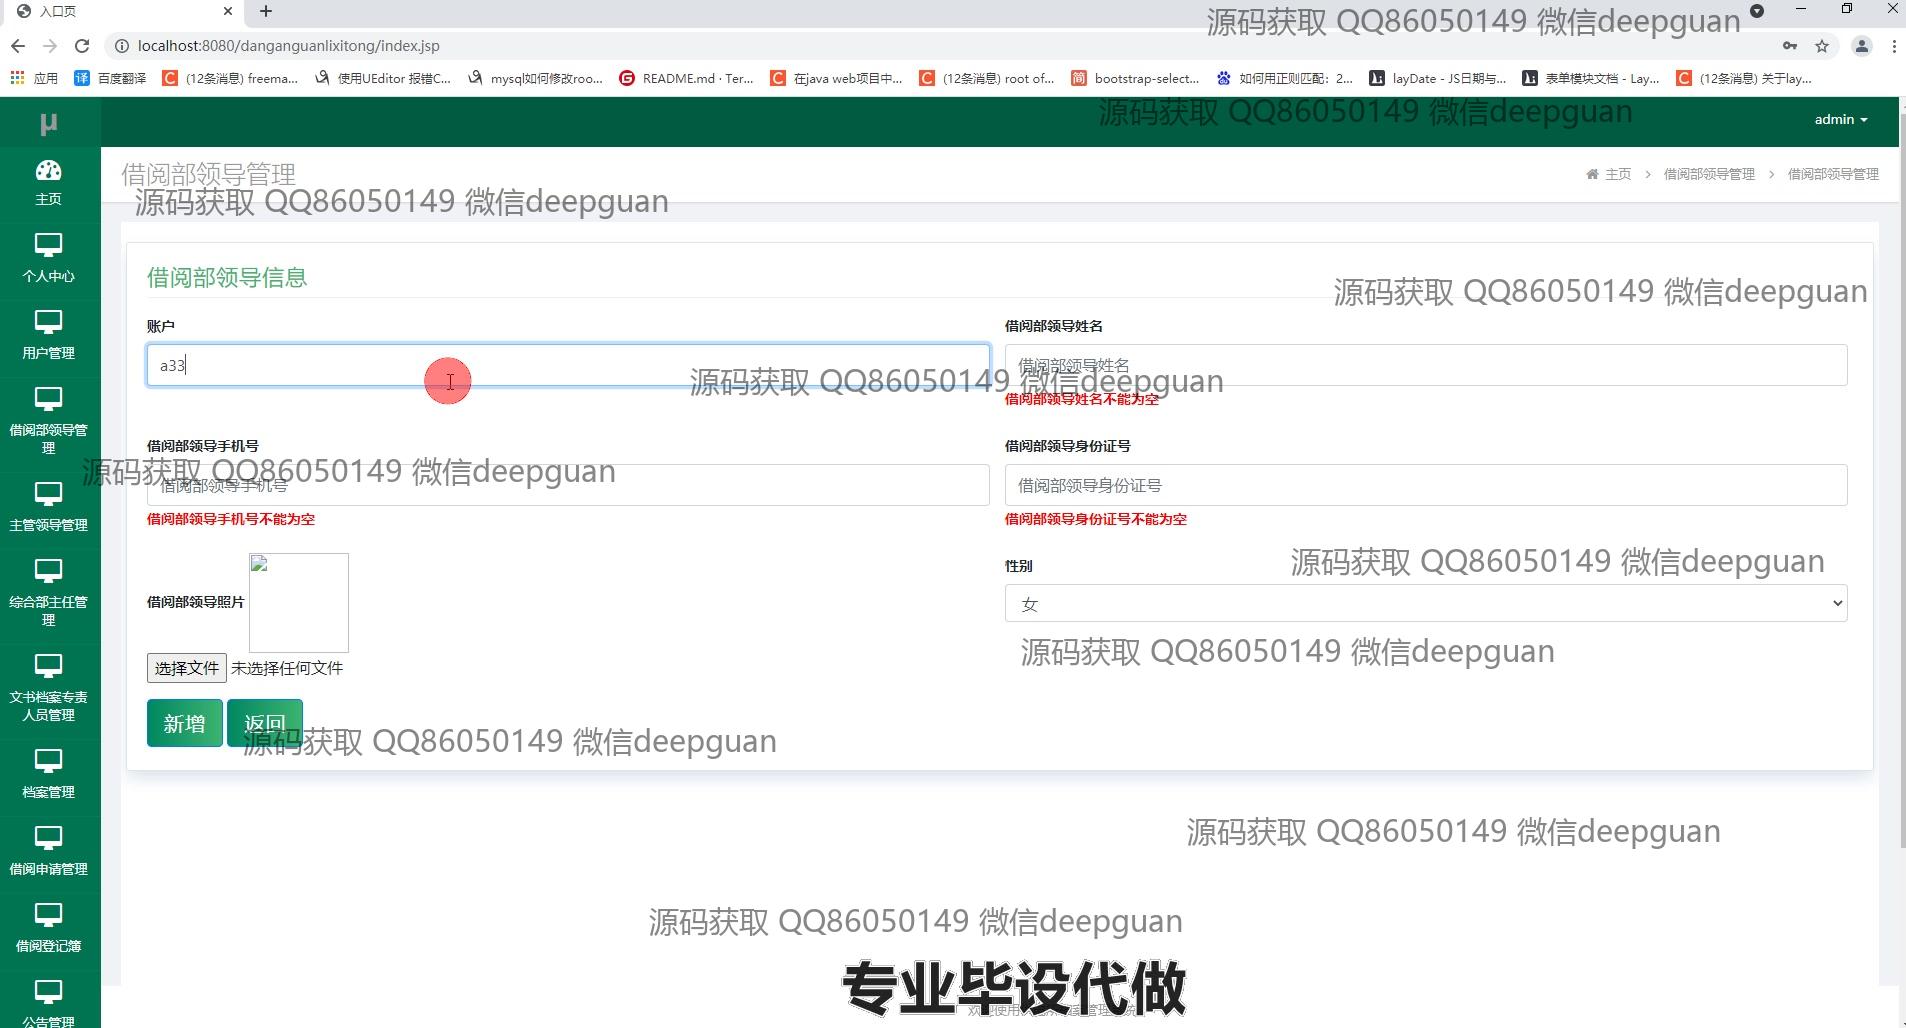 入口页
源码获取 QQ86050149 微信deepguan
localhost:8080/danganguanlixitong/index.jsp
应用 百度翻译 (12条消息) freema... 使用UEditor 报错C... mysql如何修改roo... README.md · Ter... 在java web项目中... (12条消息) root of... bootstrap-select... 如何用正则匹配：2... layDate - JS日期与... 表单模块文档 - Lay... (12条消息) 关于lay...
源码获取 QQ86050149 微信deepguan
μ
admin
借阅部领导管理
主页 > 借阅部领导管理 > 借阅部领导管理
源码获取 QQ86050149 微信deepguan
主页
个人中心
用户管理
借阅部领导管
理
主管领导管理
综合部主任管
理
文书档案专责
人员管理
档案管理
借阅申请管理
借阅登记薄
公告管理
借阅部领导信息
源码获取 QQ86050149 微信deepguan
账户
借阅部领导姓名
a33
借阅部领导姓名
源码获取 QQ86050149 微信deepguan
借阅部领导姓名不能为空
借阅部领导手机号
借阅部领导身份证号
源码获取 QQ86050149 微信deepguan
借阅部领导手机号
借阅部领导身份证号
借阅部领导手机号不能为空
借阅部领导身份证号不能为空
源码获取 QQ86050149 微信deepguan
性别
借阅部领导照片
女
源码获取 QQ86050149 微信deepguan
选择文件 未选择任何文件
新增 返回
源码获取 QQ86050149 微信deepguan
源码获取 QQ86050149 微信deepguan
源码获取 QQ86050149 微信deepguan
专业毕设代做